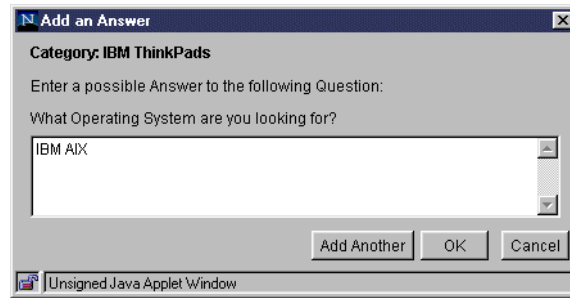 Add an Answer
Category: IBM ThinkPads
Enter a possible Answer to the following Question:
What Operating System are you looking for?
IBM AIX
Add Another OK Cancel
Unsigned Java Applet Window